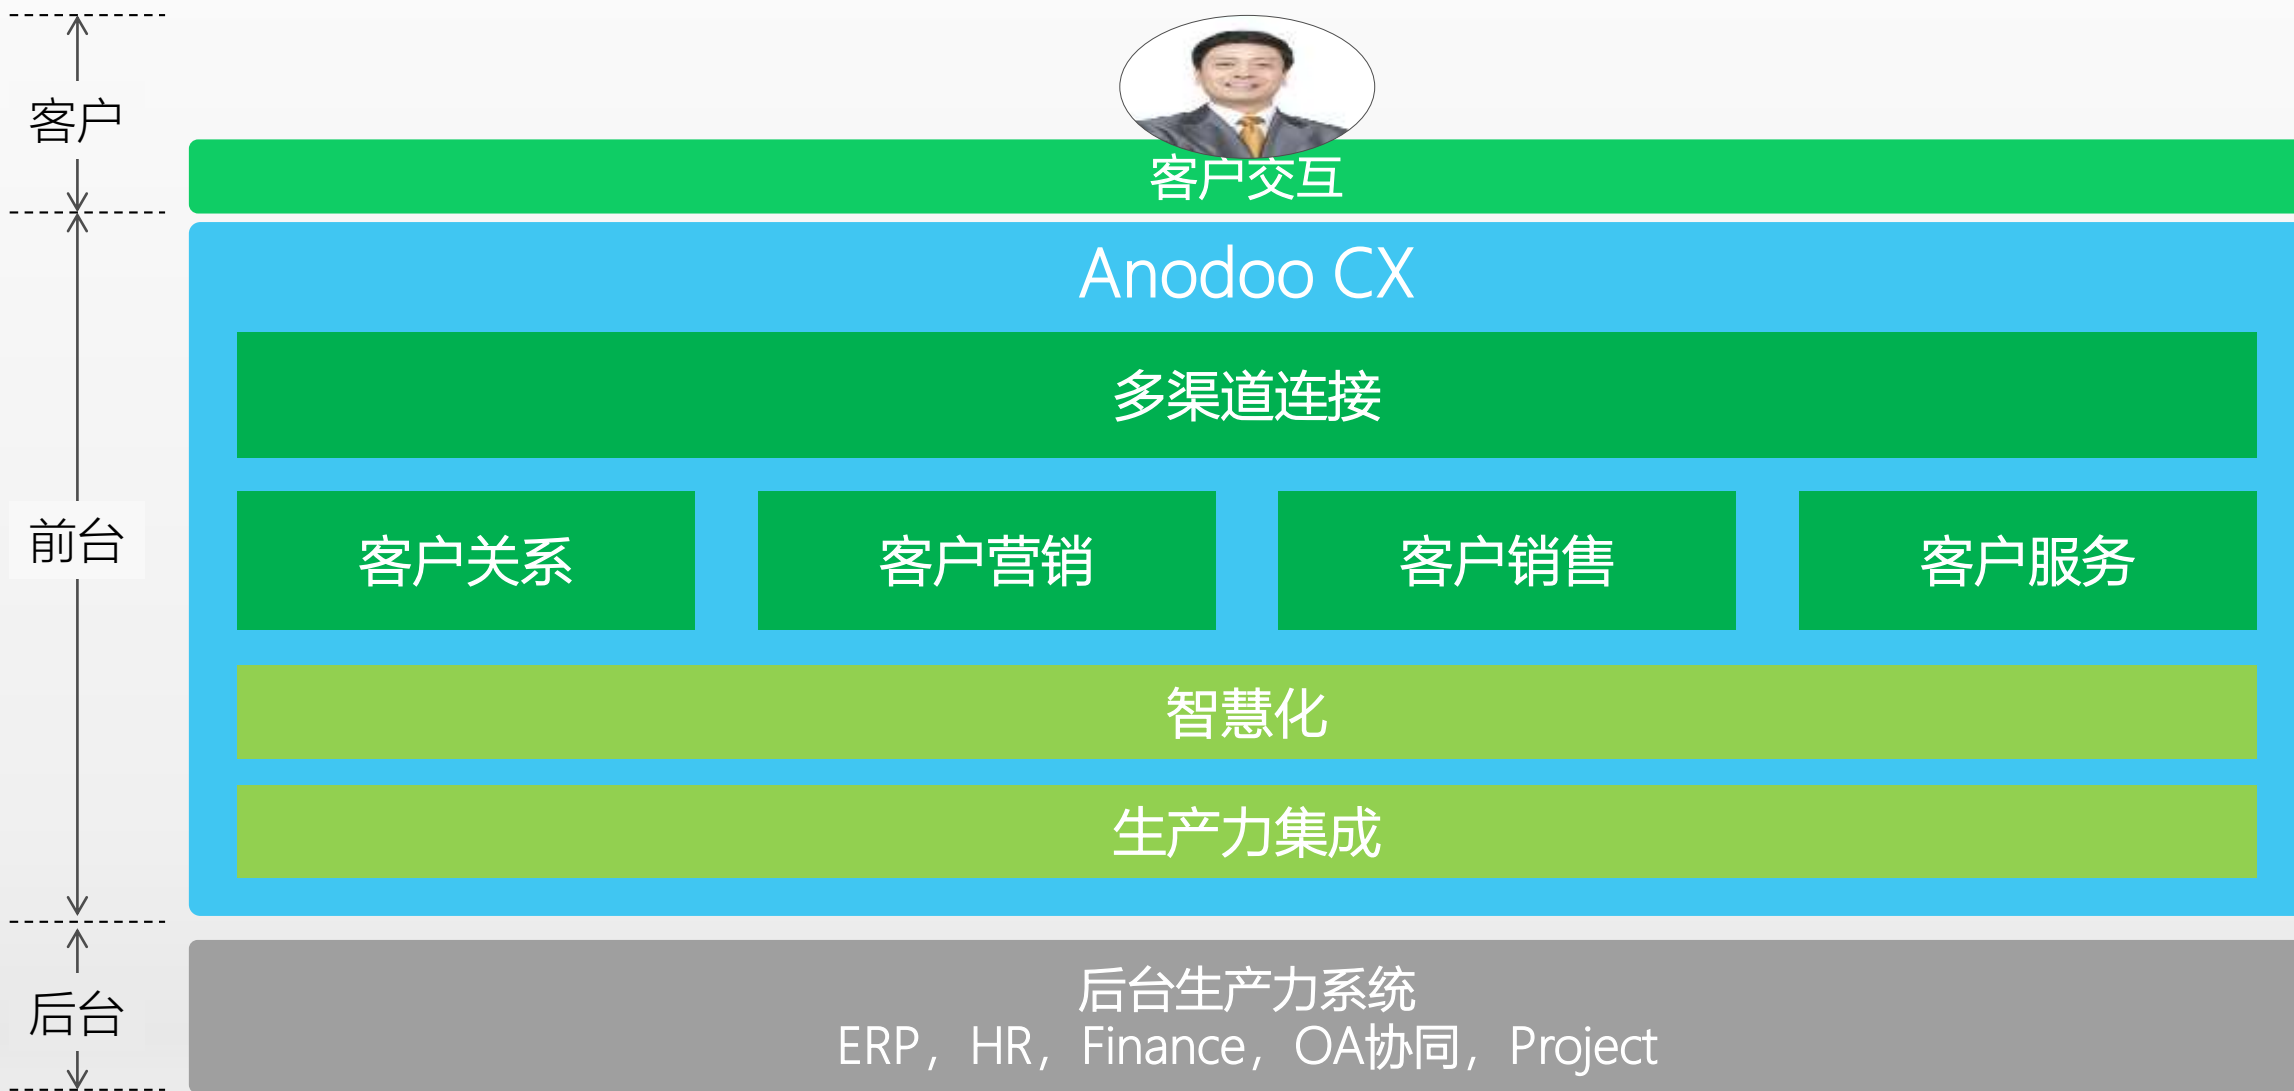 客户
客户交互
Anodoo CX
多渠道连接
前台
客户关系
客户营销
客户销售
客户服务
智慧化
生产力集成
后台
后台生产力系统
ERP，HR，Finance，OA协同，Project